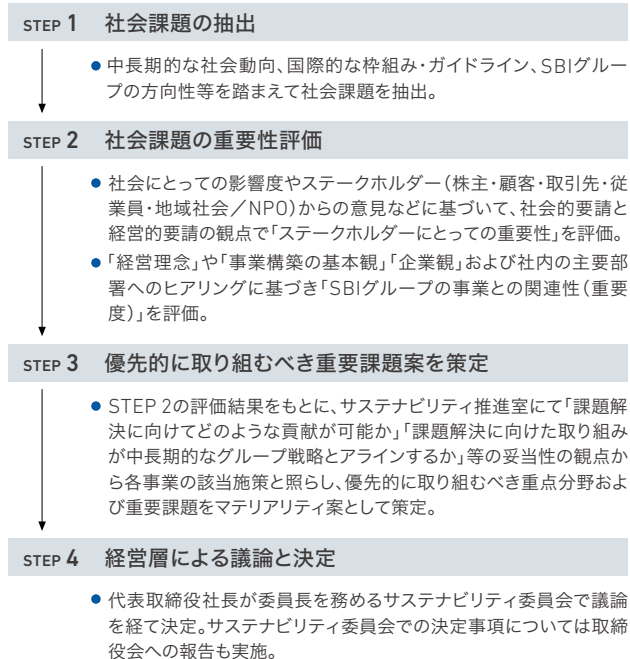 STEP 1 社会課題の抽出
●中長期的な社会動向、国際的な枠組み・ガイドライン、SBIグルー
プの方向性等を踏まえて社会課題を抽出。
STEP 2 社会課題の重要性評価
●社会にとっての影響度やステークホルダー（株主・顧客・取引先・従
業員・地域社会／NPO）からの意見などに基づいて、社会的要請と
経営的要請の観点で「ステークホルダーにとっての重要性」を評価。
●「経営理念」や「事業構築の基本観」「企業観」および社内の主要部
署へのヒアリングに基づき「SBIグループの事業との関連性（重要
度）」を評価。
STEP 3 優先的に取り組むべき重要課題案を策定
●STEP 2の評価結果をもとに、サステナビリティ推進室にて「課題解
決に向けてどのような貢献が可能か」「課題解決に向けた取り組み
が中長期的なグループ戦略とアラインするか」等の妥当性の観点か
ら各事業の該当施策と照らし、優先的に取り組むべき重点分野およ
び重要課題をマテリアリティ案として策定。
STEP 4 経営層による議論と決定
●代表取締役社長が委員長を務めるサステナビリティ委員会で議論
を経て決定。サステナビリティ委員会での決定事項については取締
役会への報告も実施。